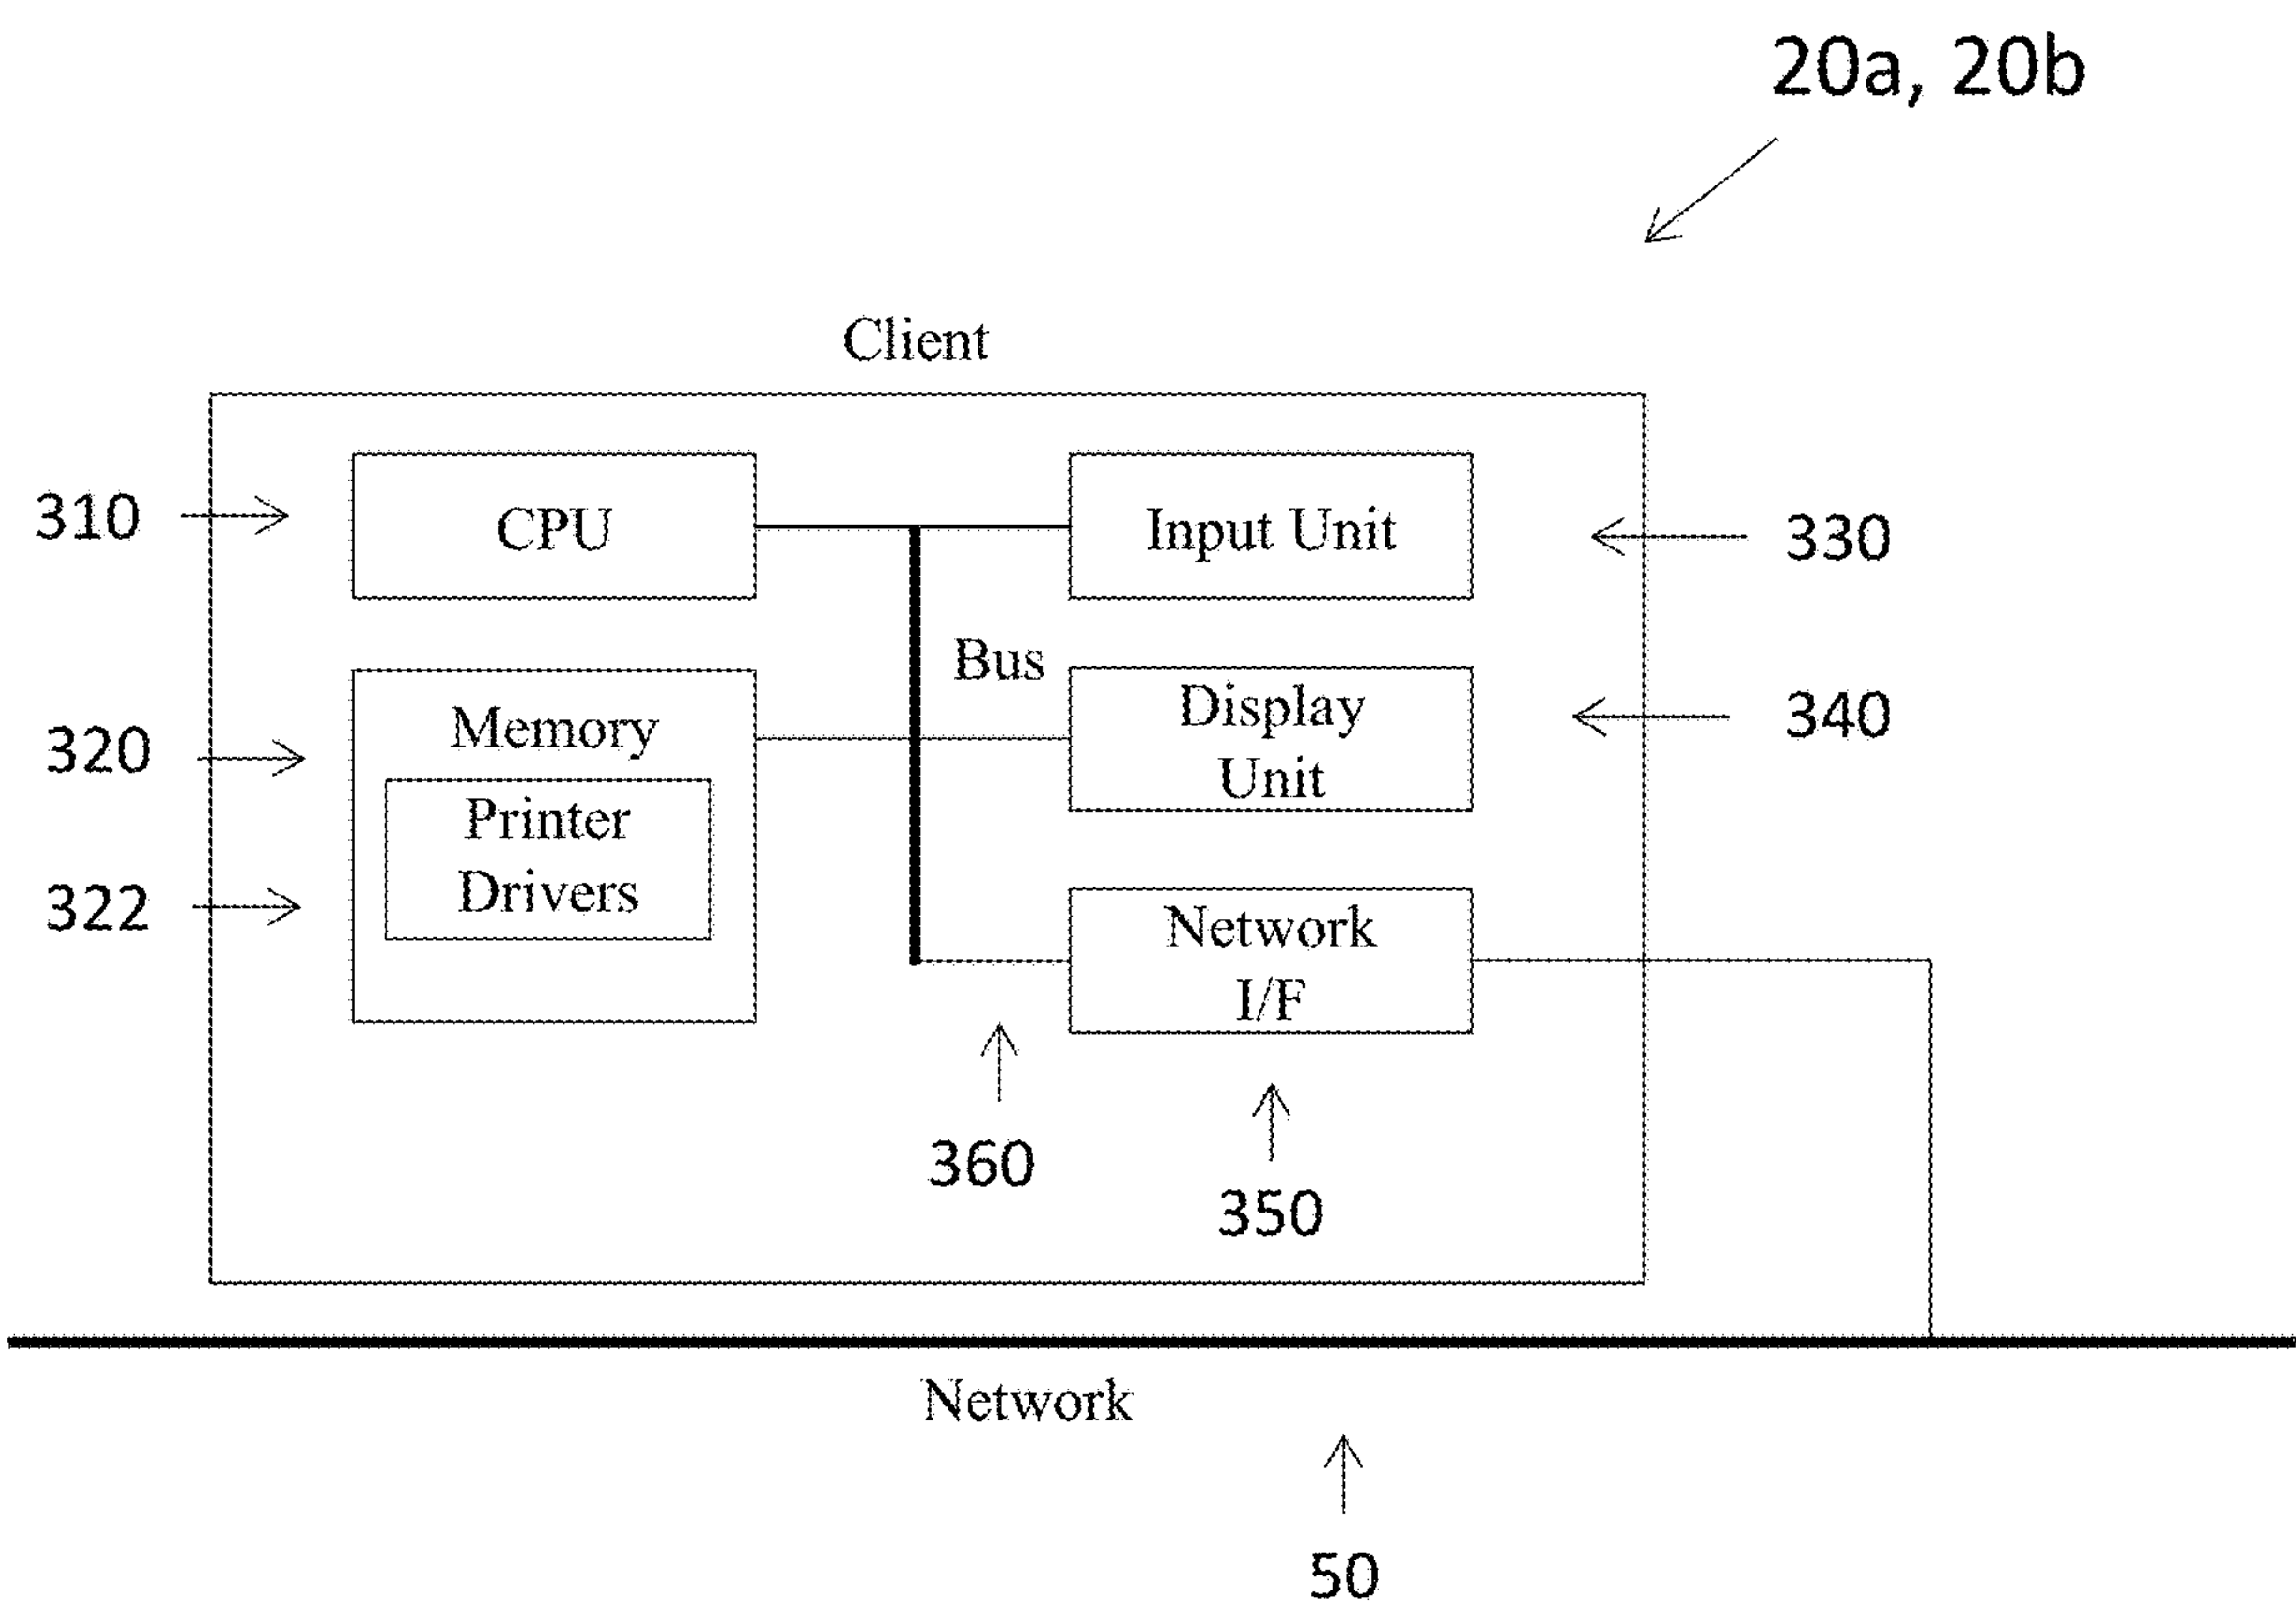 20a, 20b
Client
310
CPU
Input Unit
330
Bus
320
Memory
Display
Unit
340
Printer
Drivers
322
Network
I/F
360
350
Network
50